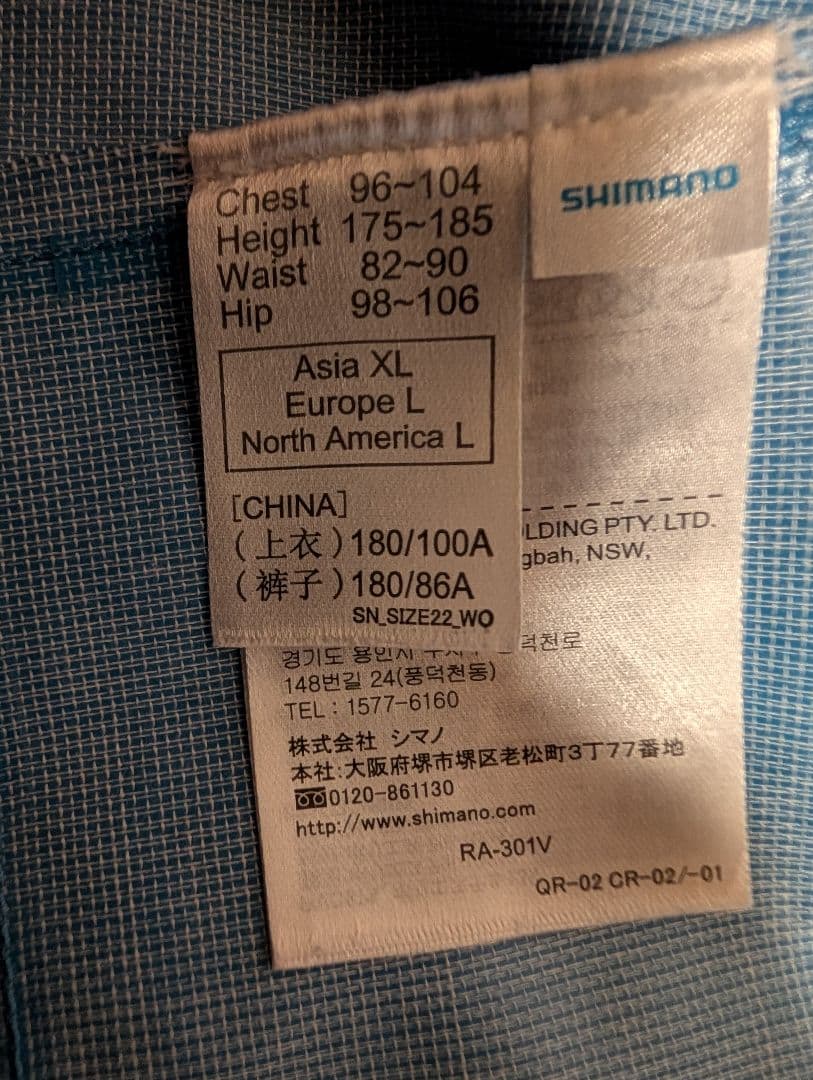 Chest 96~104
Height 175~185
Waist 82~90
Hip 98~106
Asia XL
Europe L
North America L
[CHINA]
(上衣)180/100A
(裤子)180/86A
SN_SIZE22_WO
SHIMANO
LDING PTY. LTD.
gbah, NSW,
경기도 용인시
148번길 24(풍덕천동)
TEL : 1577-6160
株式会社 シマノ
本社:大阪府堺市堺区老松町3丁77番地
0120-861130
http://www.shimano.com
RA-301V
QR-02 CR-02/-01